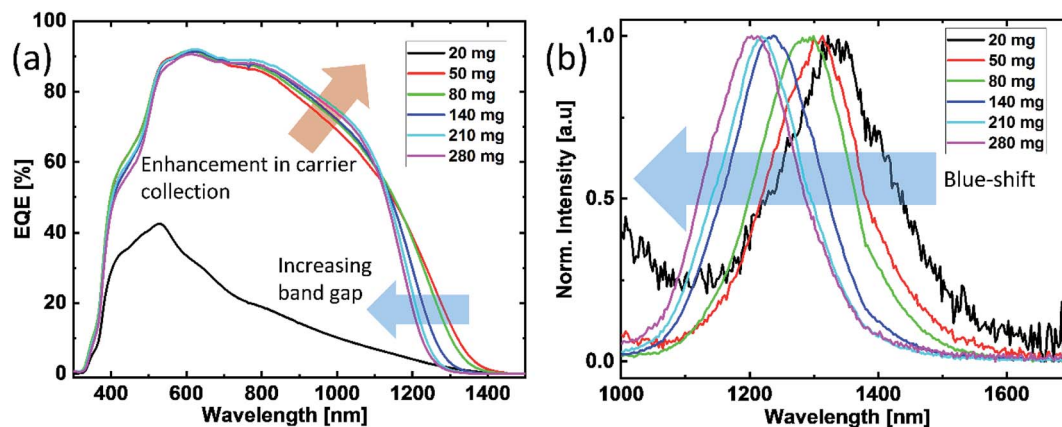 (a)
EQE [%]
100
80
60
40
20
0
400 600 800 1000 1200 1400
Wavelength [nm]
20 mg
50 mg
80 mg
140 mg
210 mg
280 mg
Enhancement in carrier
collection
Increasing
band gap
(b)
Norm. Intensity [a.u]
1.0
0.5
0.0
1000 1200 1400 1600
Wavelength [nm]
20 mg
50 mg
80 mg
140 mg
210 mg
280 mg
Blue-shift